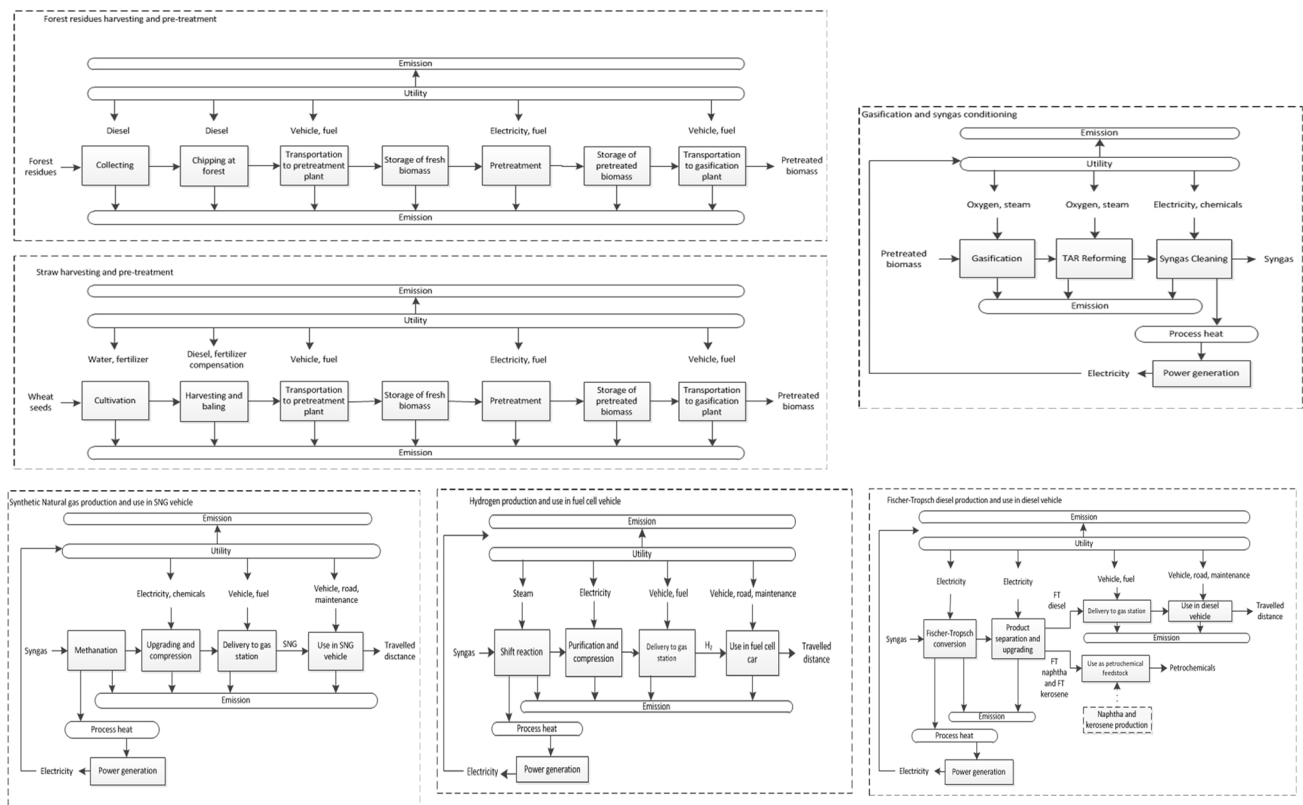 Forest residues harvesting and pre-treatment
Emission
Utility
Diesel
Diesel
Vehicle, fuel
Electricity, fuel
Vehicle, fuel
Forest
residues
Collecting
Chipping at
forest
Transportation
to pretreatment
plant
Storage of fresh
biomass
Pretreatment
Storage of
pretreated
biomass
Transportation
to gasification
plant
Pretreated
biomass
Emission
Straw harvesting and pre-treatment
Emission
Utility
Water, fertilizer
Diesel, fertilizer
compensation
Vehicle, fuel
Electricity, fuel
Vehicle, fuel
Wheat
seeds
Cultivation
Harvesting and
baling
Transportation
to pretreatment
plant
Storage of fresh
biomass
Pretreatment
Storage of
pretreated
biomass
Transportation
to gasification
plant
Pretreated
biomass
Emission
Gasification and syngas conditioning
Emission
Utility
Oxygen, steam
Oxygen, steam
Electricity, chemicals
Pretreated
biomass
Gasification
TAR Reforming
Syngas Cleaning
Syngas
Emission
Process heat
Electricity
Power generation
Synthetic Natural gas production and use in SNG vehicle
Emission
Utility
Electricity, chemicals
Vehicle, fuel
Vehicle, road,
maintenance
Syngas
Methanation
Upgrading and
compression
Delivery to gas
station
SNG
Use in SNG
vehicle
Travelled
disctance
Emission
Process heat
Electricity
Power generation
Hydrogen production and use in fuel cell vehicle
Emission
Utility
Steam
Electricity
Vehicle, fuel
Vehicle, road, maintenance
Syngas
Shift reaction
Purification and
compression
Delivery to gas
station
H₂
Use in fuel cell
car
Travelled
distance
Emission
Process heat
Electricity
Power generation
Fischer-Tropsch diesel production and use in diesel vehicle
Emission
Utility
Electricity
Electricity
Vehicle, fuel
Vehicle, road, maintenance
FT
diesel
Delivery to gas station
Use in diesel
vehicle
Travelled
distance
Syngas
Fischer-Tropsch
conversion
Product
separation and
upgrading
Emission
FT
naphtha and FT
kerosene
Use as petrochemical
feedstock
Petrochemicals
Naphtha and
kerosene production
Emission
Process heat
Electricity
Power generation